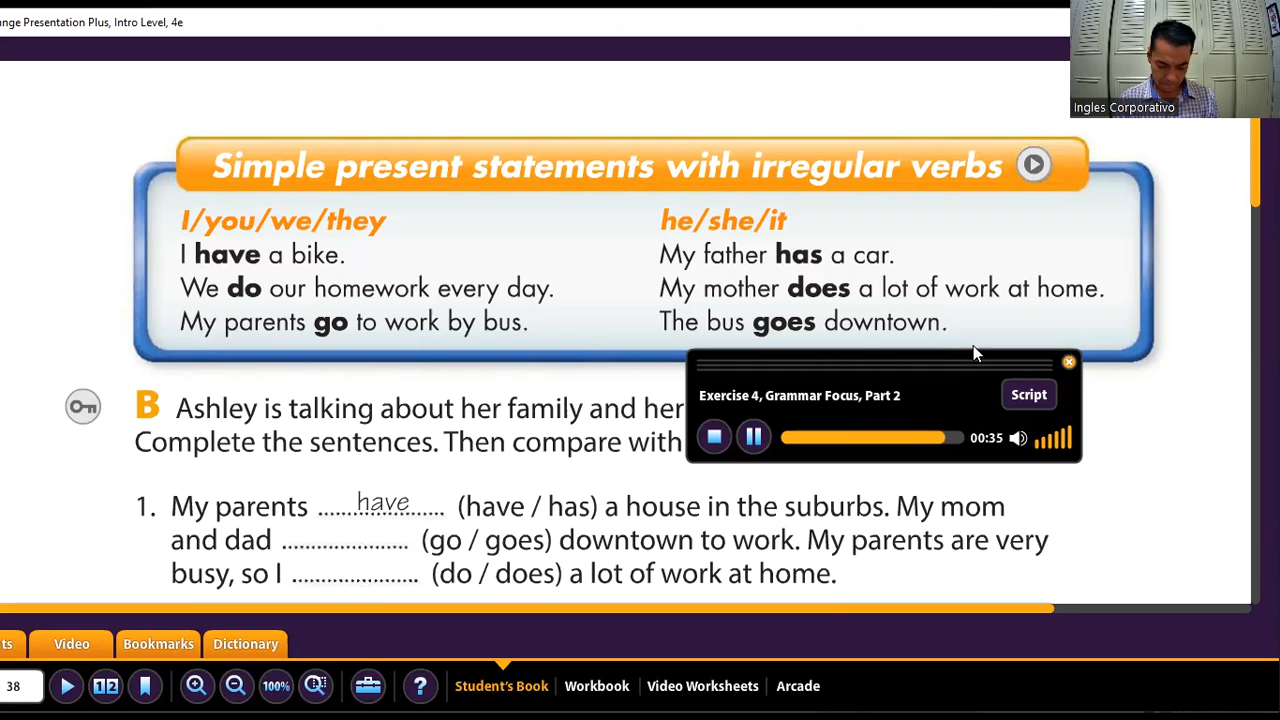 nge Presentation Plus, Intro Level, 4e
Ingles Corporativo
Simple present statements with irregular verbs
I/you/we/they
I have a bike.
We do our homework every day.
My parents go to work by bus.
he/she/it
My father has a car.
My mother does a lot of work at home.
The bus goes downtown.
Exercise 4, Grammar Focus, Part 2
Script
00:35
B Ashley is talking about her family and her
Complete the sentences. Then compare with
1. My parents ......have...... (have / has) a house in the suburbs. My mom
and dad ...................... (go / goes) downtown to work. My parents are very
busy, so I ...................... (do / does) a lot of work at home.
ts Video Bookmarks Dictionary
38 12 100% ? Student's Book Workbook Video Worksheets Arcade